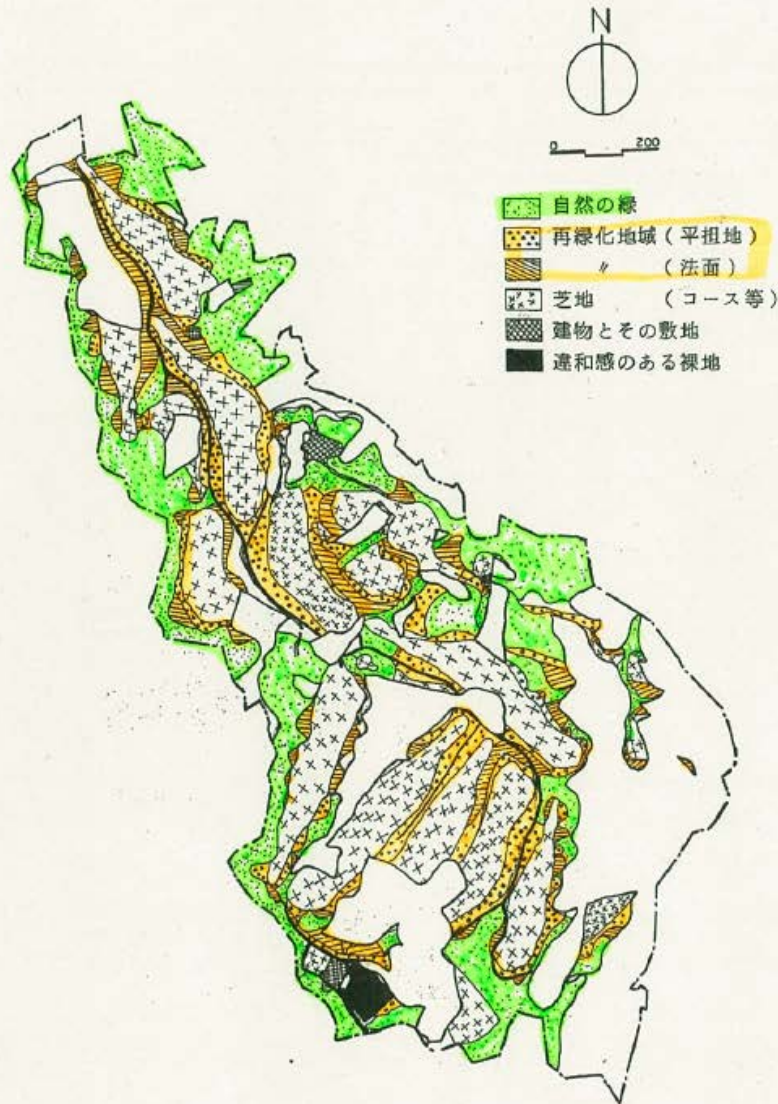 N
0 200
自然の緑
再緑化地域 (平担地)
〃 (法面)
芝地 (コース等)
建物とその敷地
違和感のある裸地